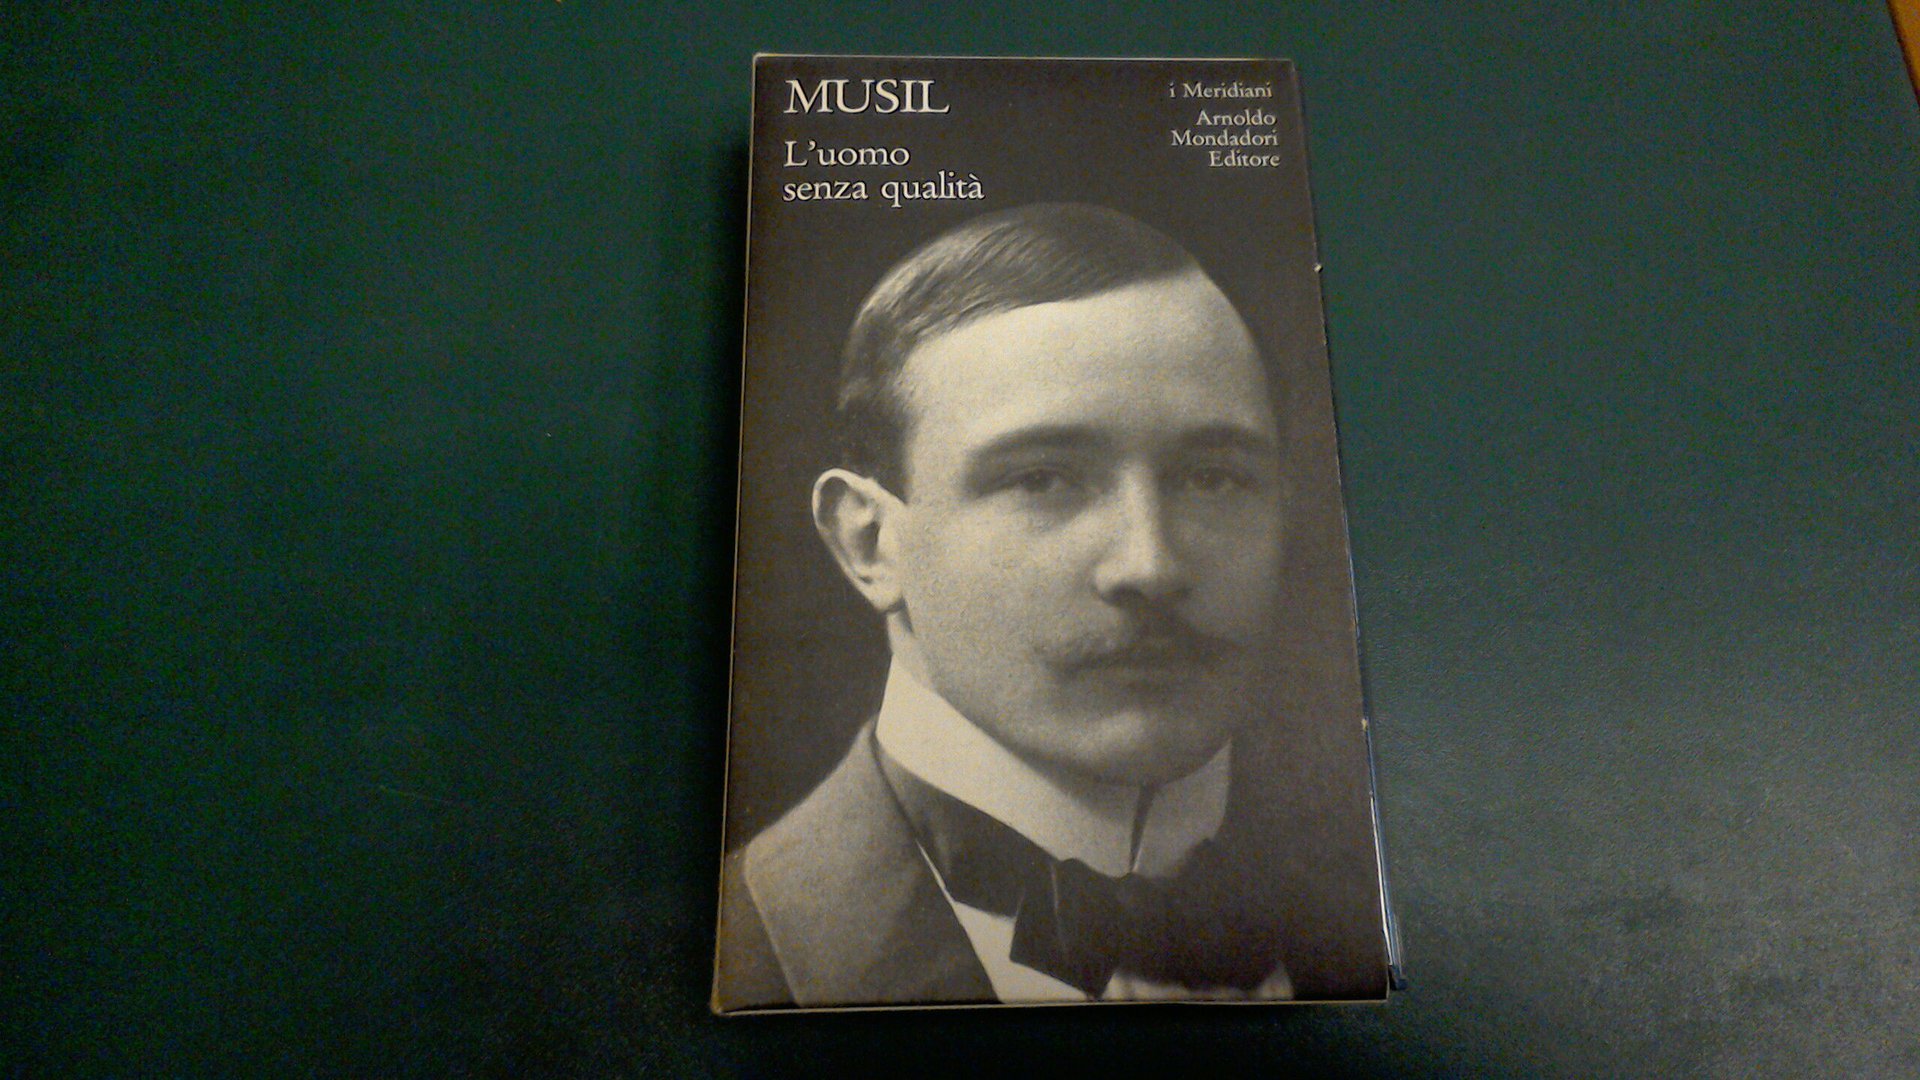 MUSIL
L'uomo
senza qualità
i Meridiani
Arnoldo
Mondadori
Editore